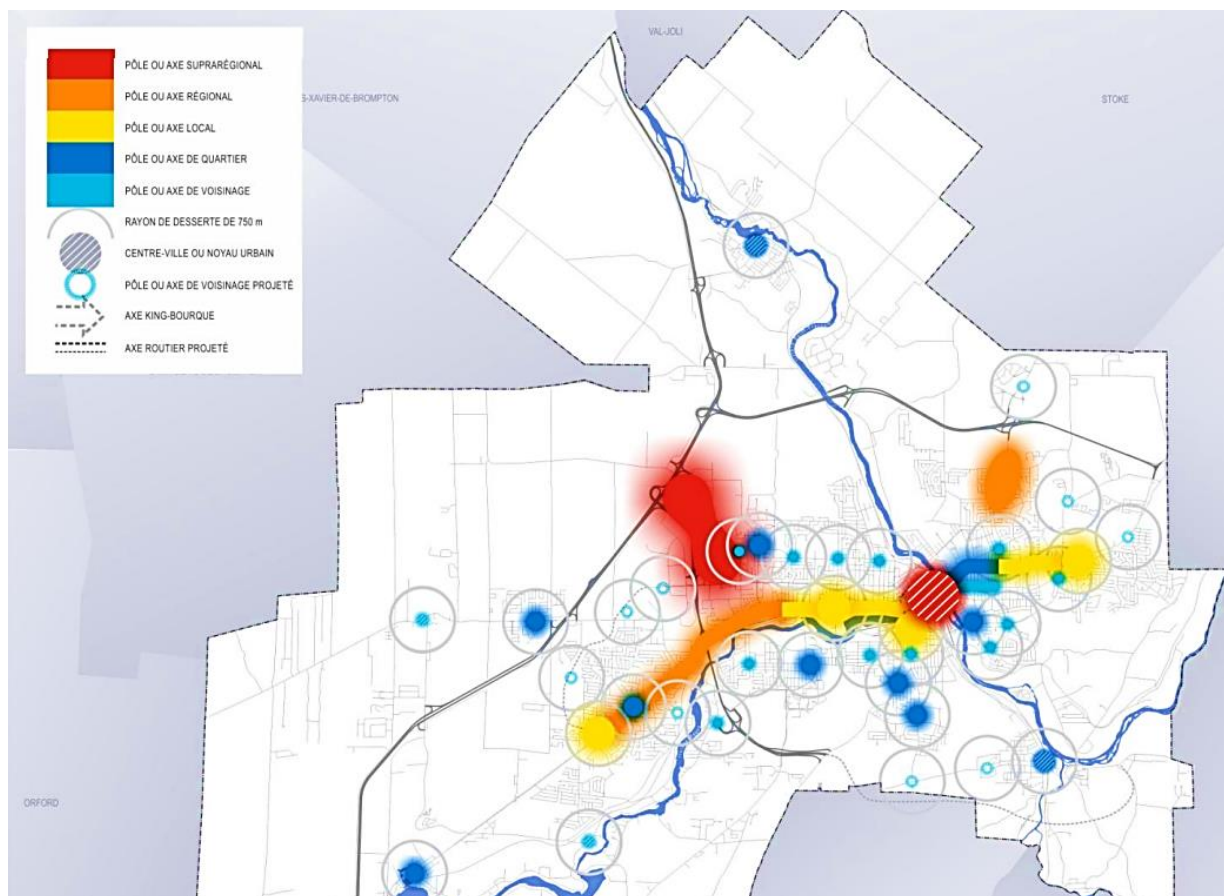 VAL-JOLI
PÔLE OU AXE SUPRARÉGIONAL
PÔLE OU AXE RÉGIONAL
S-XAVIER-DE-BROMPTON
STOKE
PÔLE OU AXE LOCAL
PÔLE OU AXE DE QUARTIER
PÔLE OU AXE DE VOISINAGE
RAYON DE DESSERTE DE 750 m
CENTRE-VILLE OU NOYAU URBAIN
PÔLE OU AXE DE VOISINAGE PROJETÉ
AXE KING-BOURQUE
AXE ROUTIER PROJETÉ
ORFORD